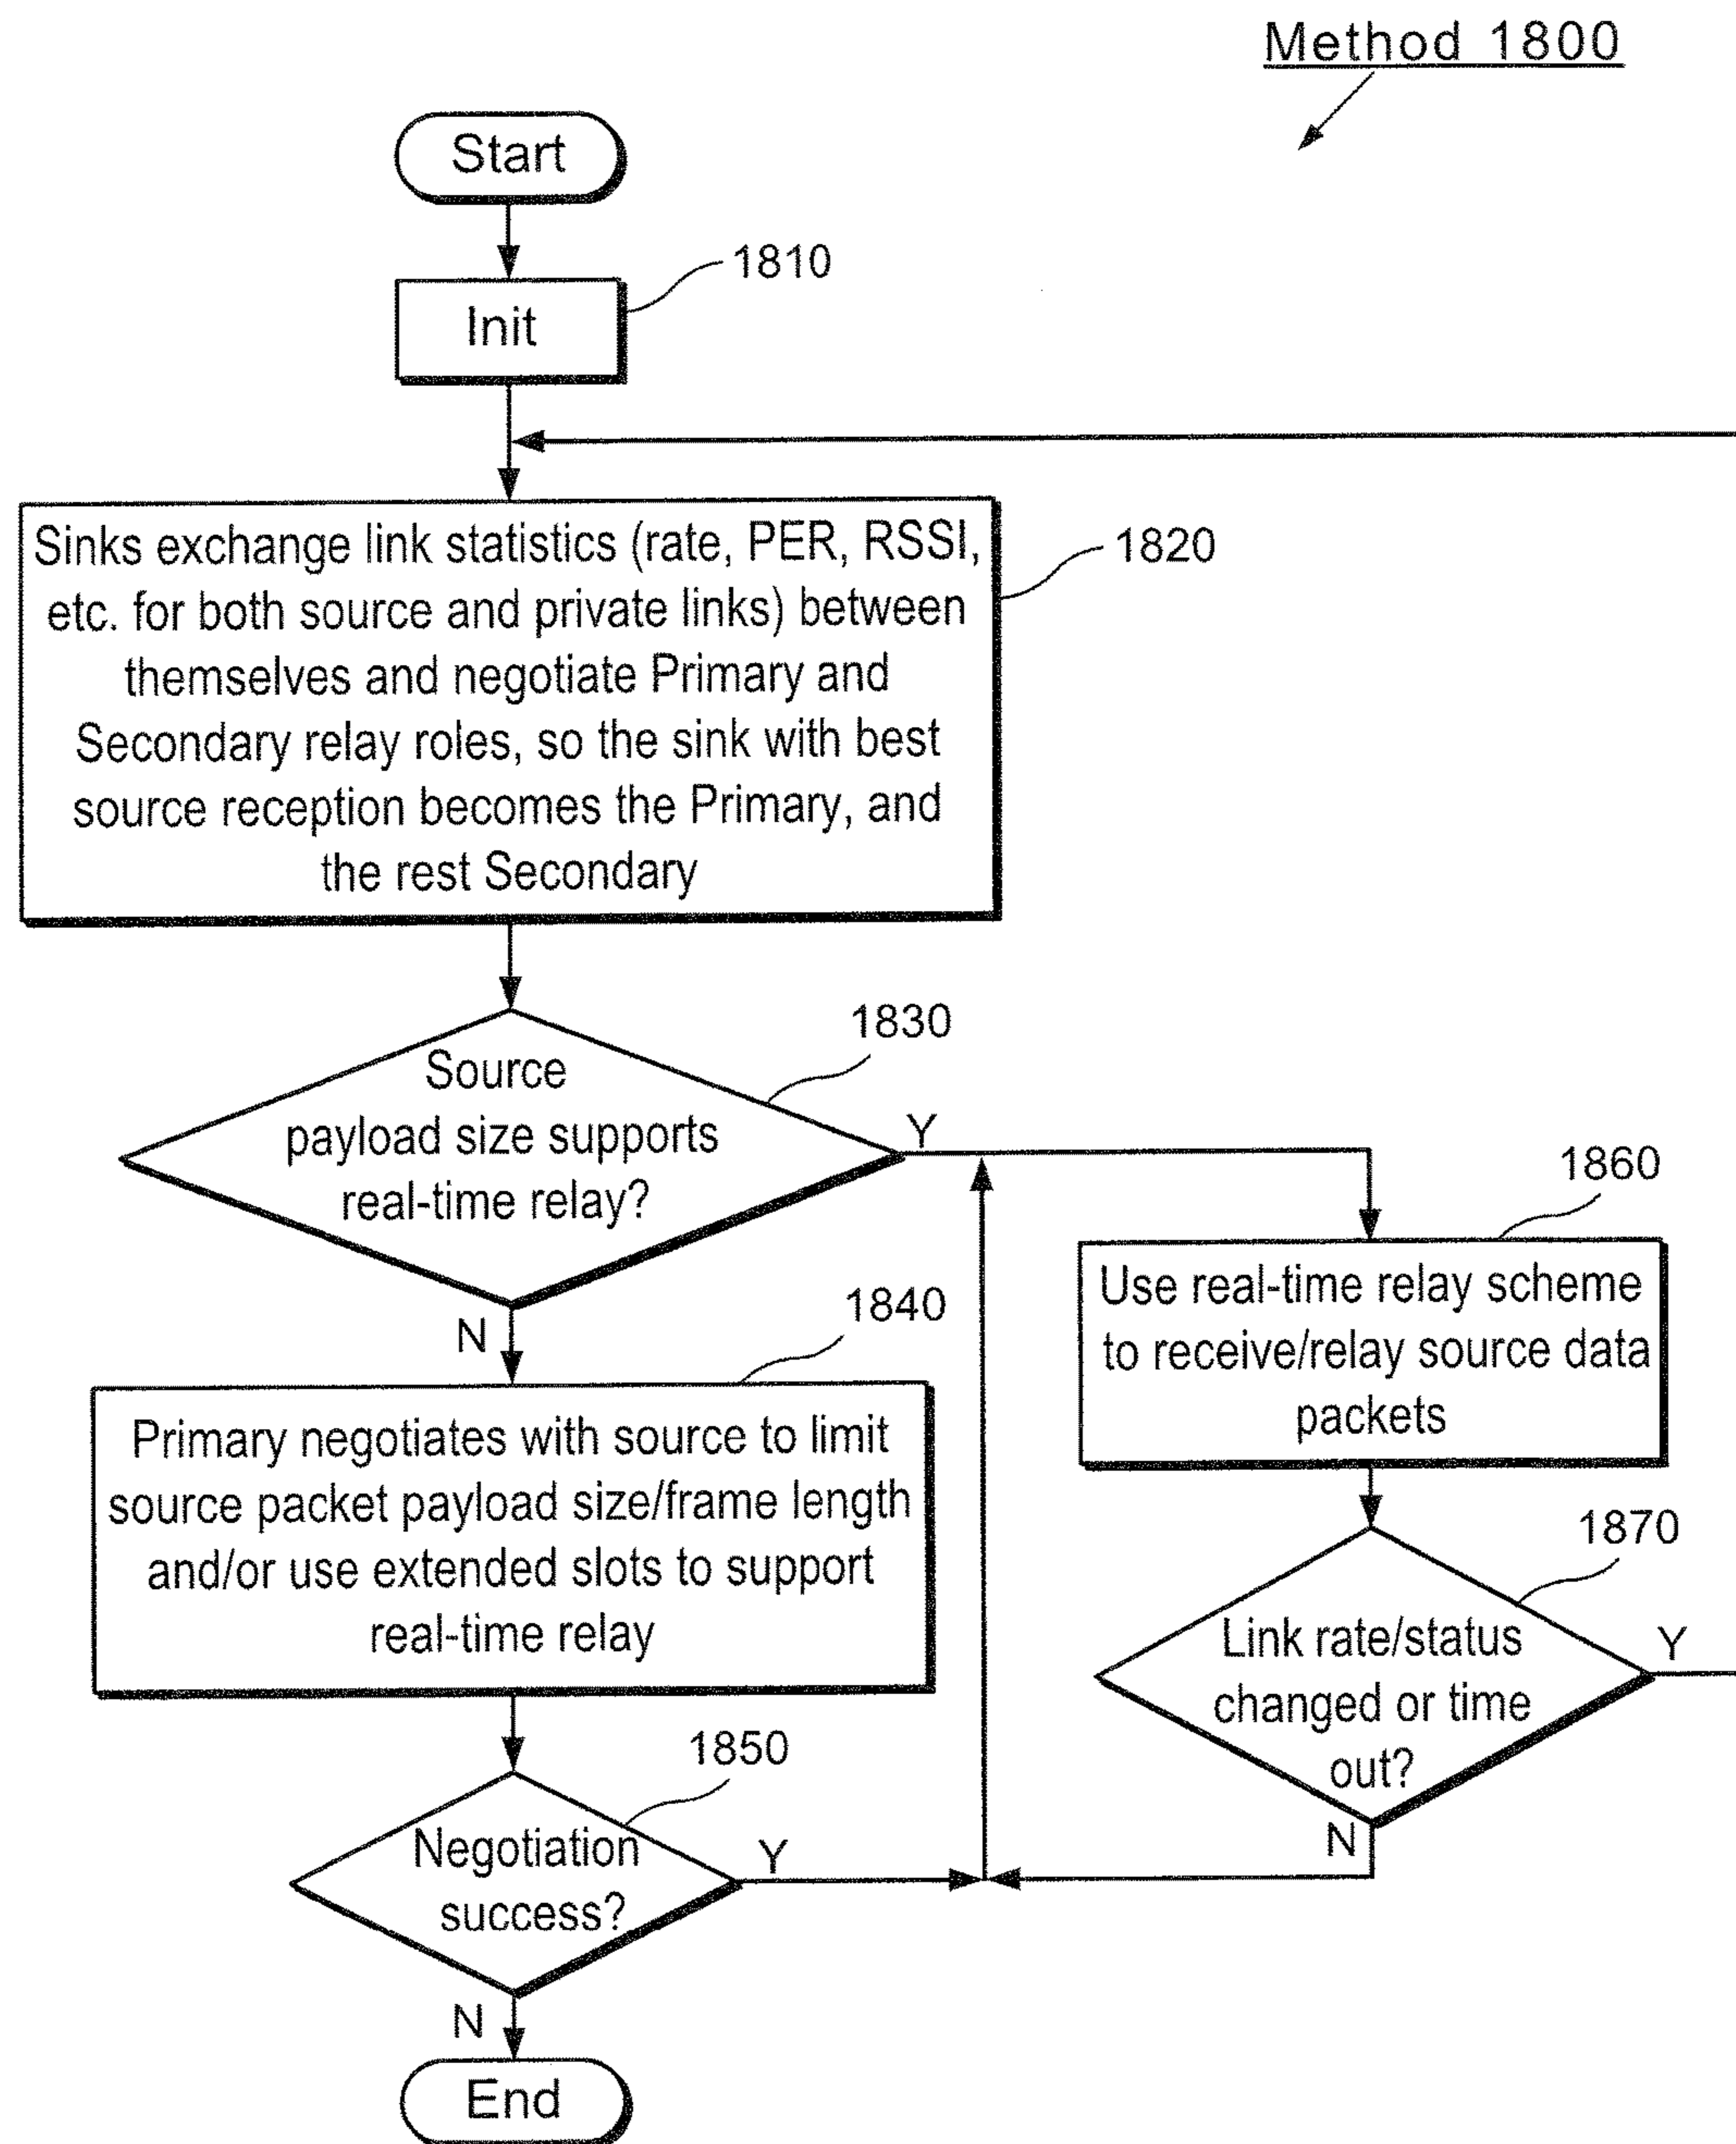 Method 1800
Start
1810
Init
Sinks exchange link statistics (rate, PER, RSSI,
etc. for both source and private links) between
themselves and negotiate Primary and
Secondary relay roles, so the sink with best
source reception becomes the Primary, and
the rest Secondary
1820
1830
Source
payload size supports
real-time relay?
Y
N
1840
Primary negotiates with source to limit
source packet payload size/frame length
and/or use extended slots to support
real-time relay
1850
Negotiation
success?
Y
N
End
1860
Use real-time relay scheme
to receive/relay source data
packets
1870
Link rate/status
changed or time
out?
Y
N